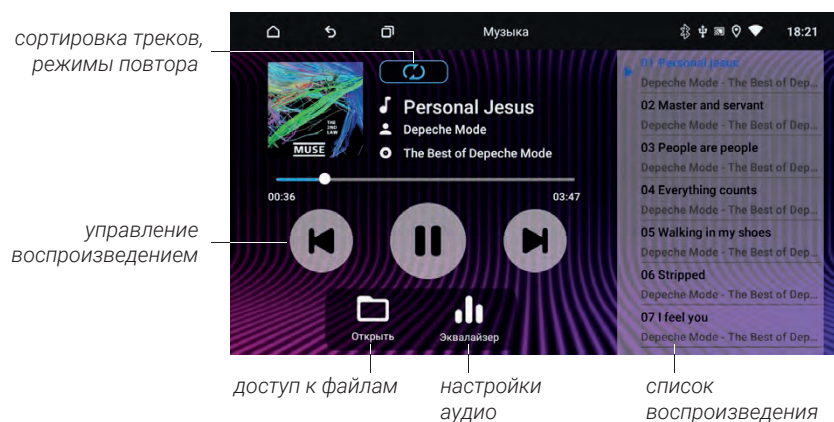 сортировка треков,
режимы повтора
управление
воспроизведением
Музыка
18:21
THE
2ND
LAW
MUSE
Personal Jesus
Depeche Mode
The Best of Depeche Mode
00:36
03:47
Открыть
Эквалайзер
01 Personal jesus
Depeche Mode - The Best of Dep...
02 Master and servant
Depeche Mode - The Best of Dep...
03 People are people
Depeche Mode - The Best of Dep...
04 Everything counts
Depeche Mode - The Best of Dep...
05 Walking in my shoes
Depeche Mode - The Best of Dep...
06 Stripped
Depeche Mode - The Best of Dep...
07 I feel you
Depeche Mode - The Best of Dep...
доступ к файлам
настройки
аудио
список
воспроизведения